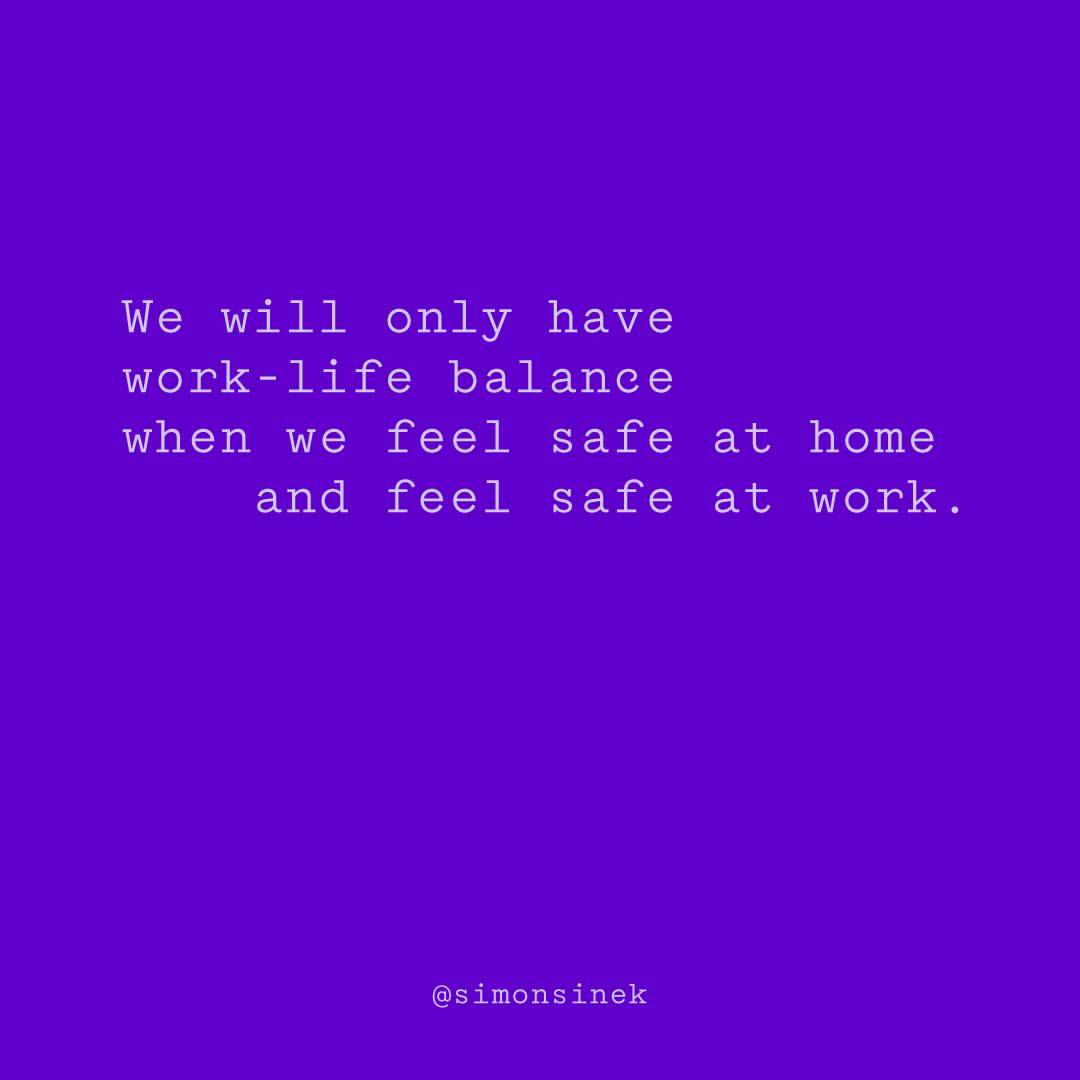 We will only have
work-life balance
when we feel safe at home
and feel safe at work.
@simonsinek